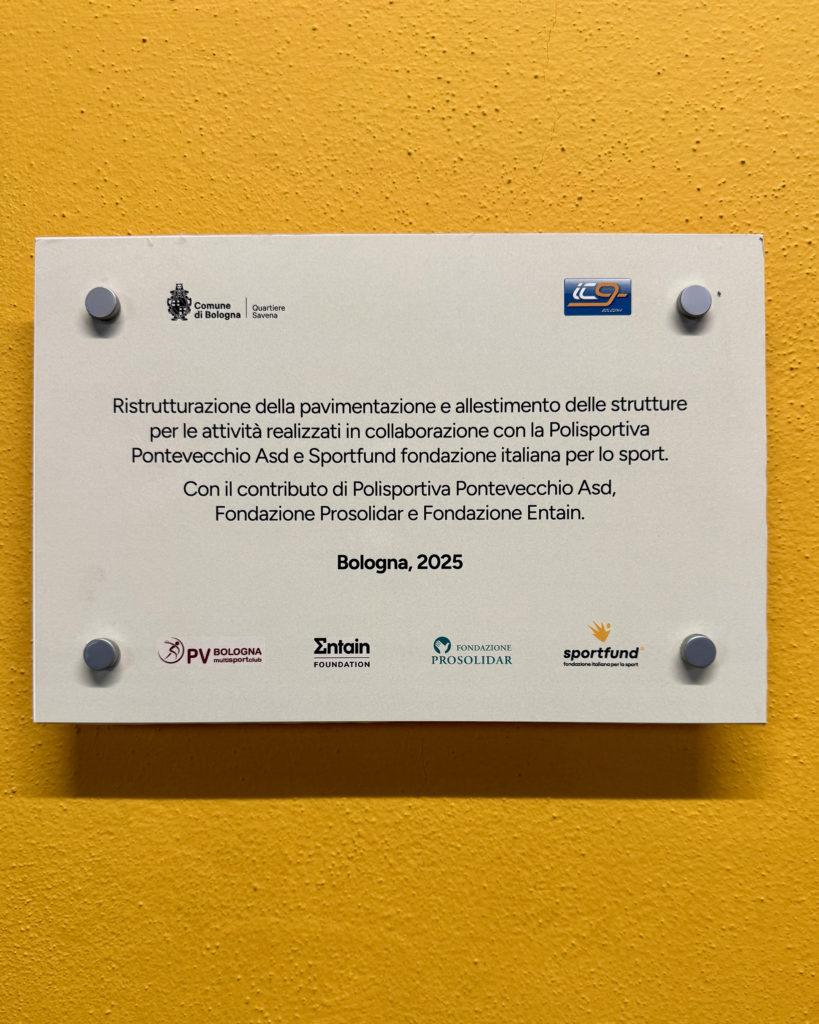 Comune
di Bologna
Quartiere
Savena
IC9
BOLOGNA
Ristrutturazione della pavimentazione e allestimento delle strutture
per le attività realizzati in collaborazione con la Polisportiva
Pontevecchio Asd e Sportfund fondazione italiana per lo sport.
Con il contributo di Polisportiva Pontevecchio Asd,
Fondazione Prosolidar e Fondazione Entain.
Bologna, 2025
PV BOLOGNA
multisportclub
Σntain
FOUNDATION
FONDAZIONE
PROSOLIDAR
sportfund
fondazione italiana per lo sport